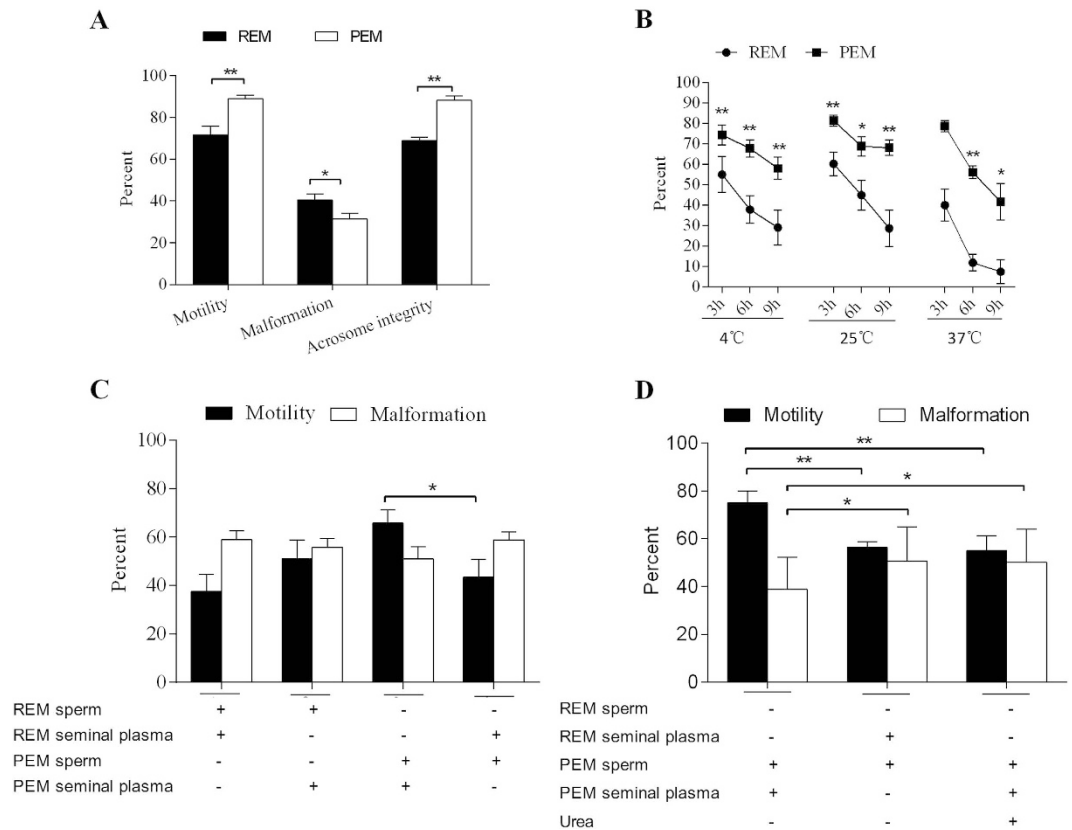 A
REM PEM
Percent
100
80
60
40
20
0
**
*
**
Motility
Malformation
Acrosome integrity
B
REM PEM
Percent
100
90
80
70
60
50
40
30
20
10
0
** ** ** ** * ** ** *
3h 6h 9h 3h 6h 9h 3h 6h 9h
4℃ 25℃ 37℃
C
Motility Malformation
Percent
100
80
60
40
20
0
*
REM sperm + + - -
REM seminal plasma + - - +
PEM sperm - - + +
PEM seminal plasma - + + -
D
Motility Malformation
Percent
100
80
60
40
20
0
**
**
*
*
REM sperm - - -
REM seminal plasma - + -
PEM sperm + + +
PEM seminal plasma + - +
Urea - - +